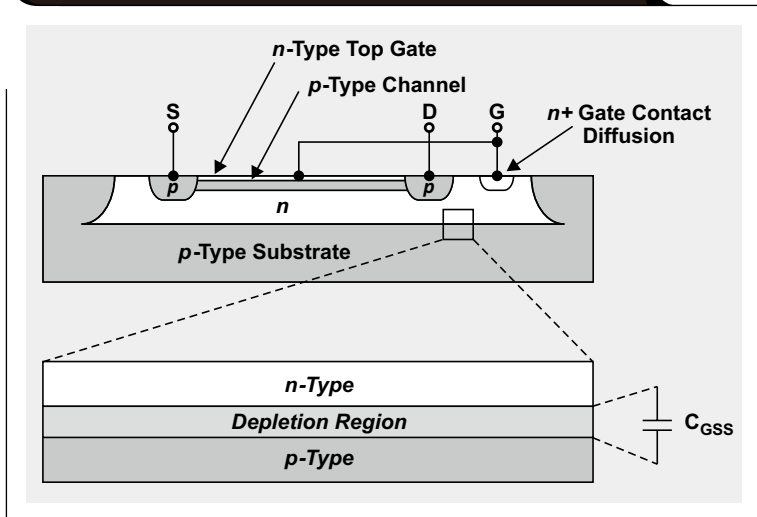 n-Type Top Gate
p-Type Channel
S
D
G
n+ Gate Contact
Diffusion
p
p
n
p-Type Substrate
n-Type
Depletion Region
CGSS
p-Type